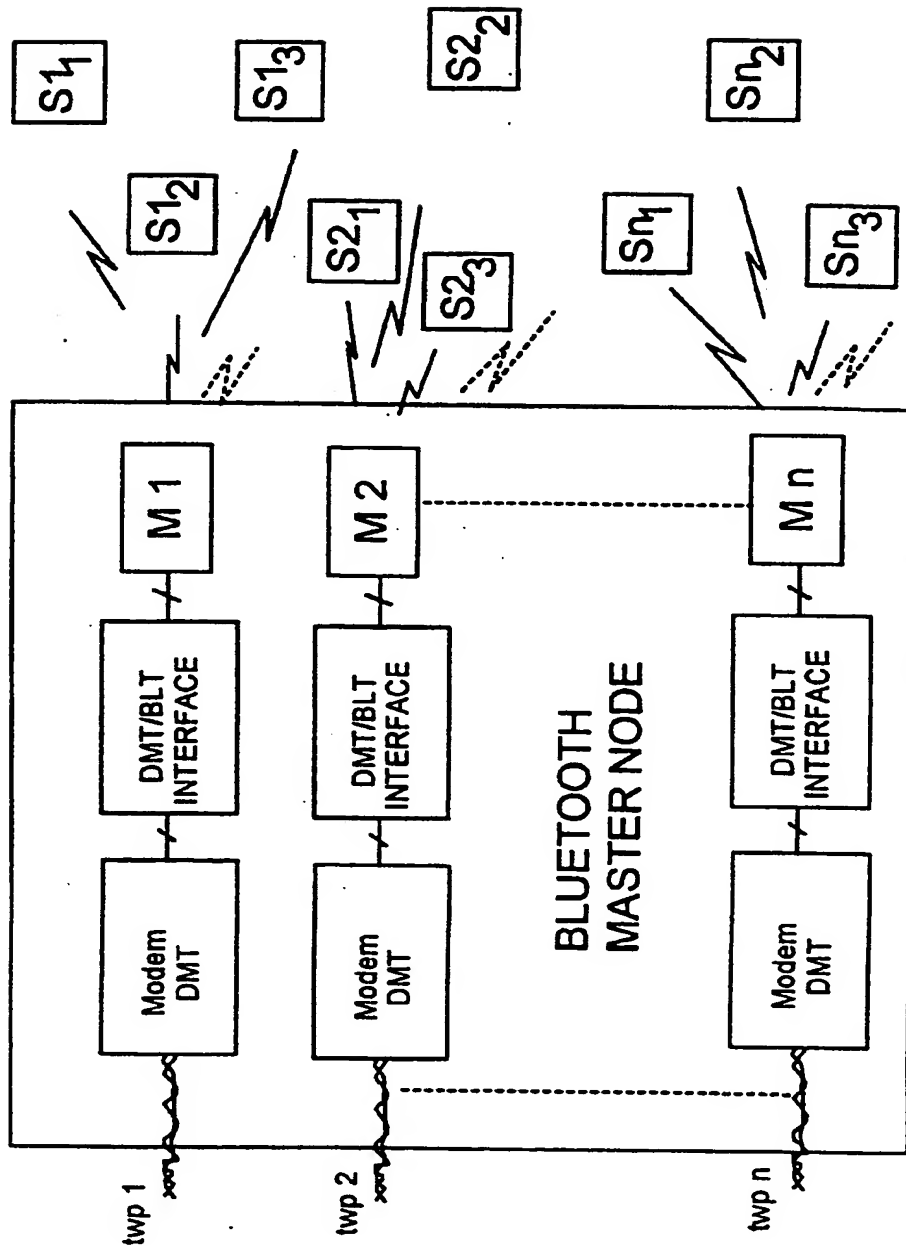 twp 1
Modem
DMT
DMT/BLT
INTERFACE
M 1
S1₁
S1₂
S1₃
twp 2
Modem
DMT
DMT/BLT
INTERFACE
M 2
S2₁
S2₂
S2₃
BLUETOOTH
MASTER NODE
twp n
Modem
DMT
DMT/BLT
INTERFACE
M n
Sn₁
Sn₂
Sn₃